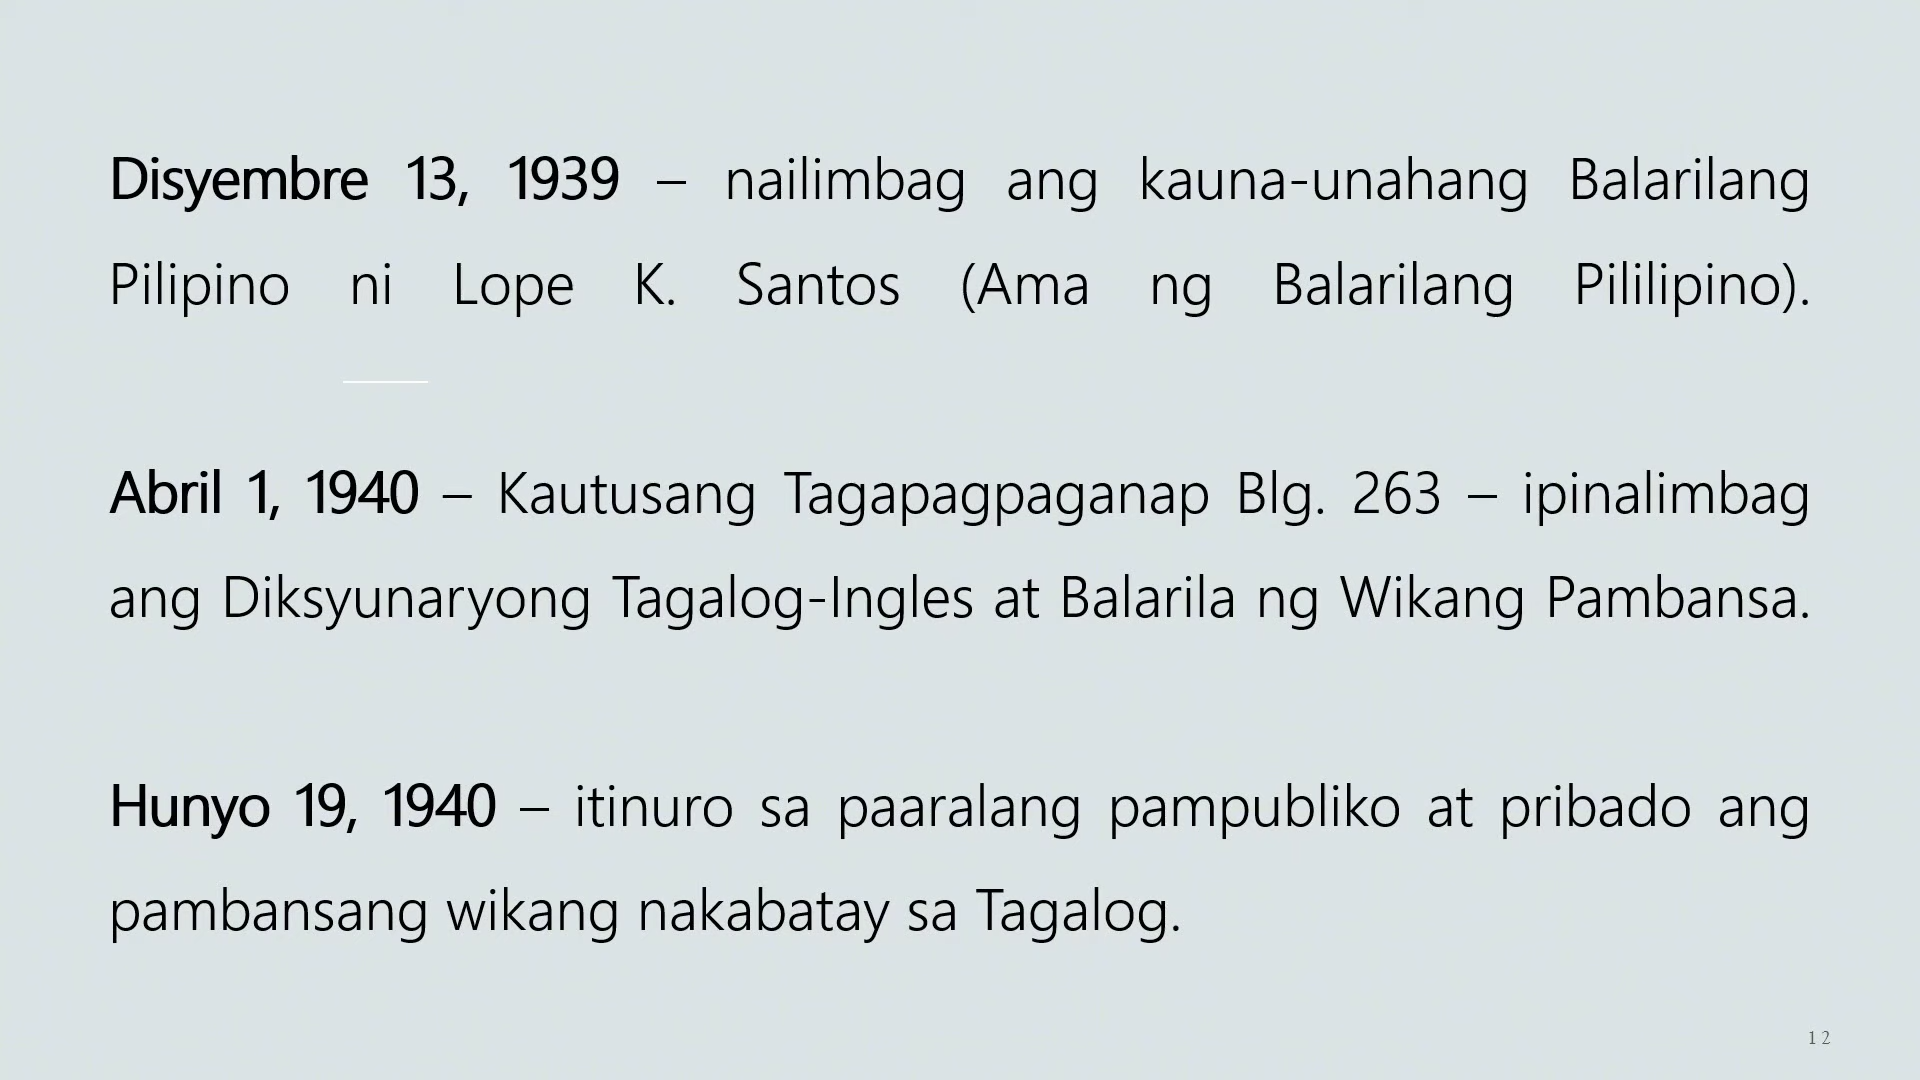 Disyembre 13, 1939 – nailimbag ang kauna-unahang Balarilang
Pilipino ni Lope K. Santos (Ama ng Balarilang Pililipino).
Abril 1, 1940 – Kautusang Tagapagpaganap Blg. 263 – ipinalimbag
ang Diksyunaryong Tagalog-Ingles at Balarila ng Wikang Pambansa.
Hunyo 19, 1940 – itinuro sa paaralang pampubliko at pribado ang
pambansang wikang nakabatay sa Tagalog.
12